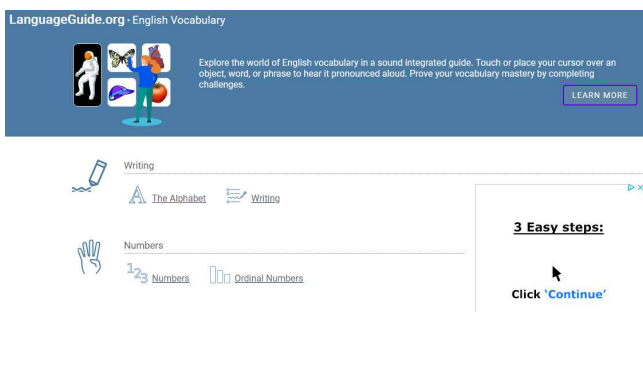 LanguageGuide.org • English Vocabulary
Explore the world of English vocabulary in a sound integrated guide. Touch or place your cursor over an
object, word, or phrase to hear it pronounced aloud. Prove your vocabulary mastery by completing
challenges.
LEARN MORE
Writing
A The Alphabet Writing
3 Easy steps:
Numbers
123 Numbers Ordinal Numbers
Click ‘Continue’